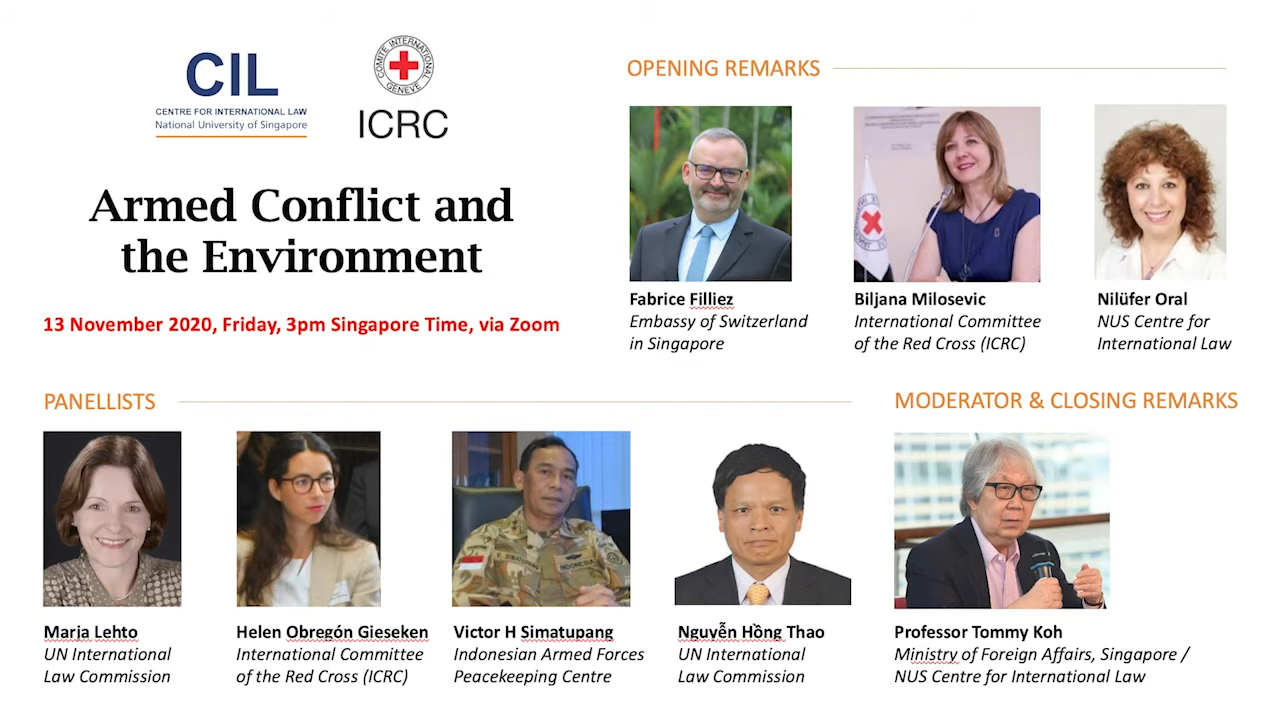 CIL
CENTRE FOR INTERNATIONAL LAW
National University of Singapore
COMITE INTERNATIONAL GENEVE
ICRC
Armed Conflict and
the Environment
13 November 2020, Friday, 3pm Singapore Time, via Zoom
OPENING REMARKS
Fabrice Filliez
Embassy of Switzerland
in Singapore
Biljana Milosevic
International Committee
of the Red Cross (ICRC)
Nilüfer Oral
NUS Centre for
International Law
PANELLISTS
Marja Lehto
UN International
Law Commission
Helen Obregón Gieseken
International Committee
of the Red Cross (ICRC)
SIMATUPANG
INDONESIA
Victor H Simatupang
Indonesian Armed Forces
Peacekeeping Centre
Nguyễn Hồng Thao
UN International
Law Commission
MODERATOR & CLOSING REMARKS
Professor Tommy Koh
Ministry of Foreign Affairs, Singapore /
NUS Centre for International Law